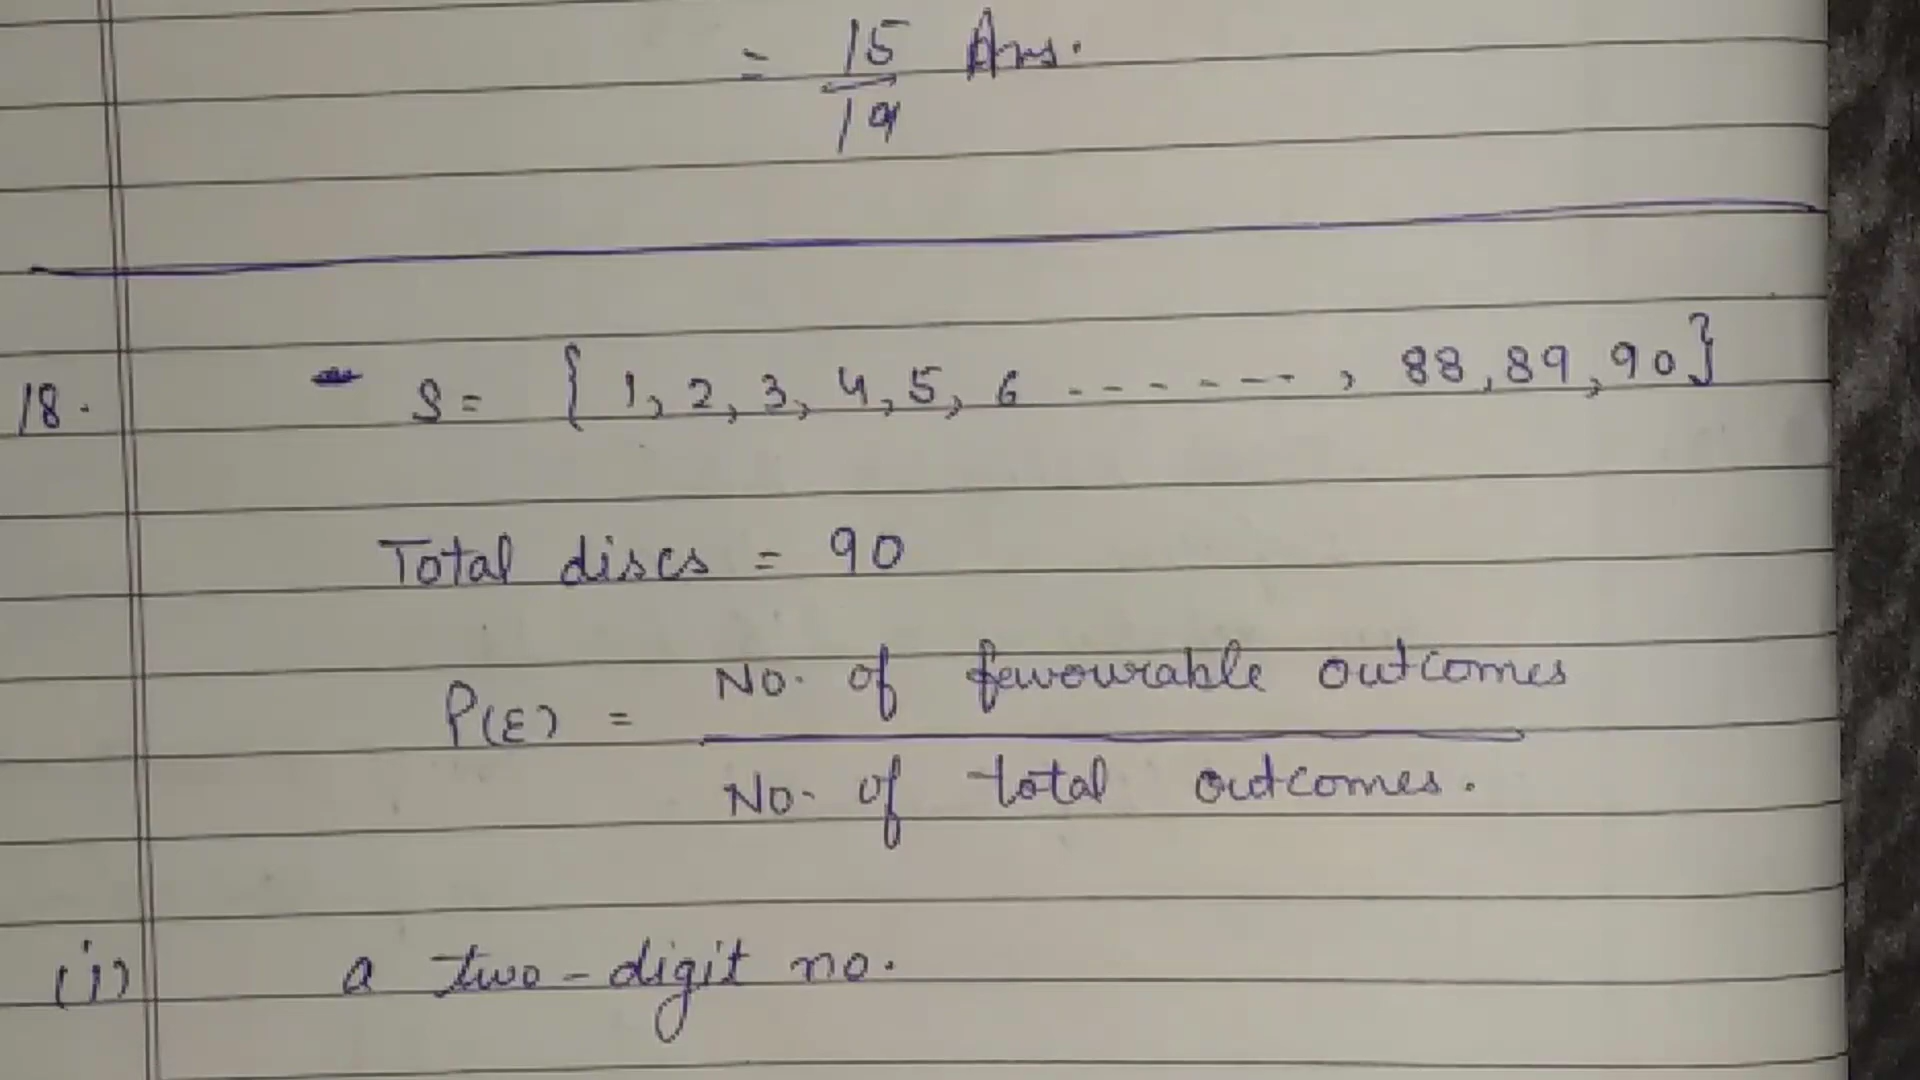 = 15 Ans.
19
18. S = { 1, 2, 3, 4, 5, 6 ------- , 88, 89, 90}
Total discs = 90
P(E) = No. of fevourable outcomes
No. of total outcomes.
(i) a two-digit no.